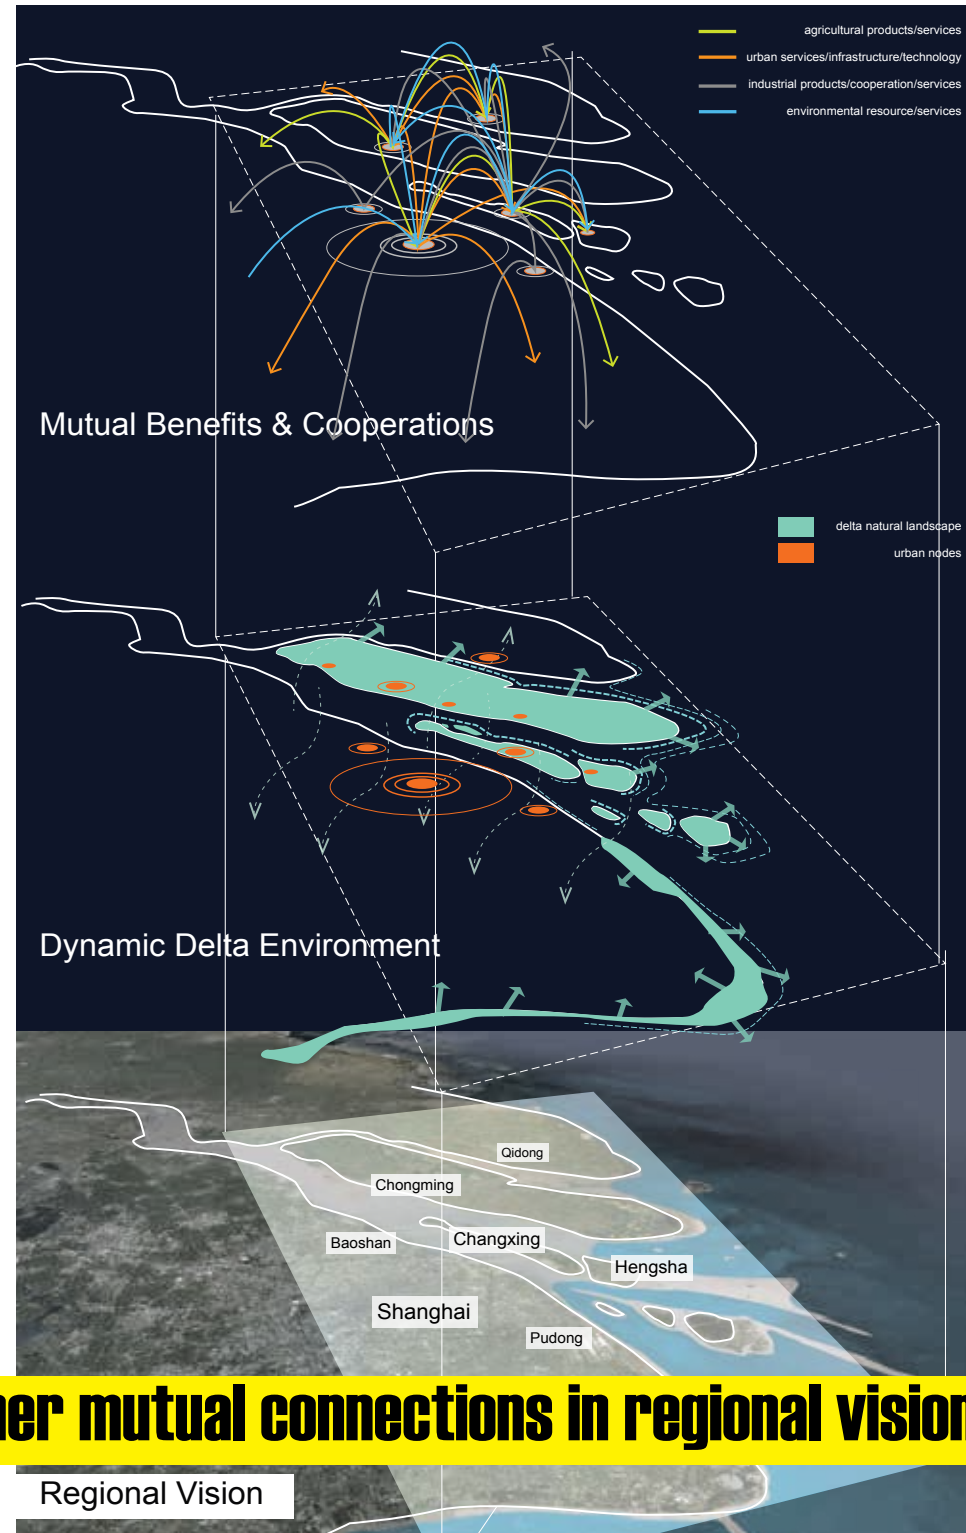 agricultural products/services
urban services/infrastructure/technology
industrial products/cooperation/services
environmental resource/services
Mutual Benefits & Cooperations
delta natural landscape
urban nodes
Dynamic Delta Environment
Qidong
Chongming
Baoshan
Changxing
Hengsha
Shanghai
Pudong
mutual connections in regional vision
Regional Vision